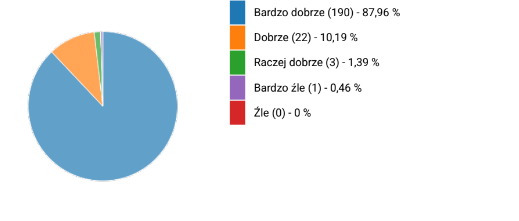 Bardzo dobrze (190) - 87,96 %
Dobrze (22) - 10,19 %
Raczej dobrze (3) - 1,39 %
Bardzo źle (1) - 0,46 %
Źle (0) - 0 %